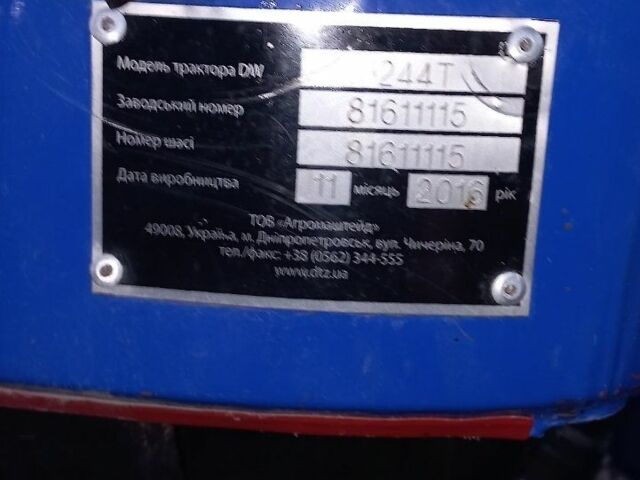 Модель трактора DW 244T
Заводський номер 81611115
Номер шасі 81611115
Дата виробництва 11 місяць 2016 рік
ТОВ «Агромаштейд»
49008, Україна, м. Дніпропетровськ, вул. Чичеріна, 70
тел./факс: +38 (0562) 344-555
www.dtz.ua